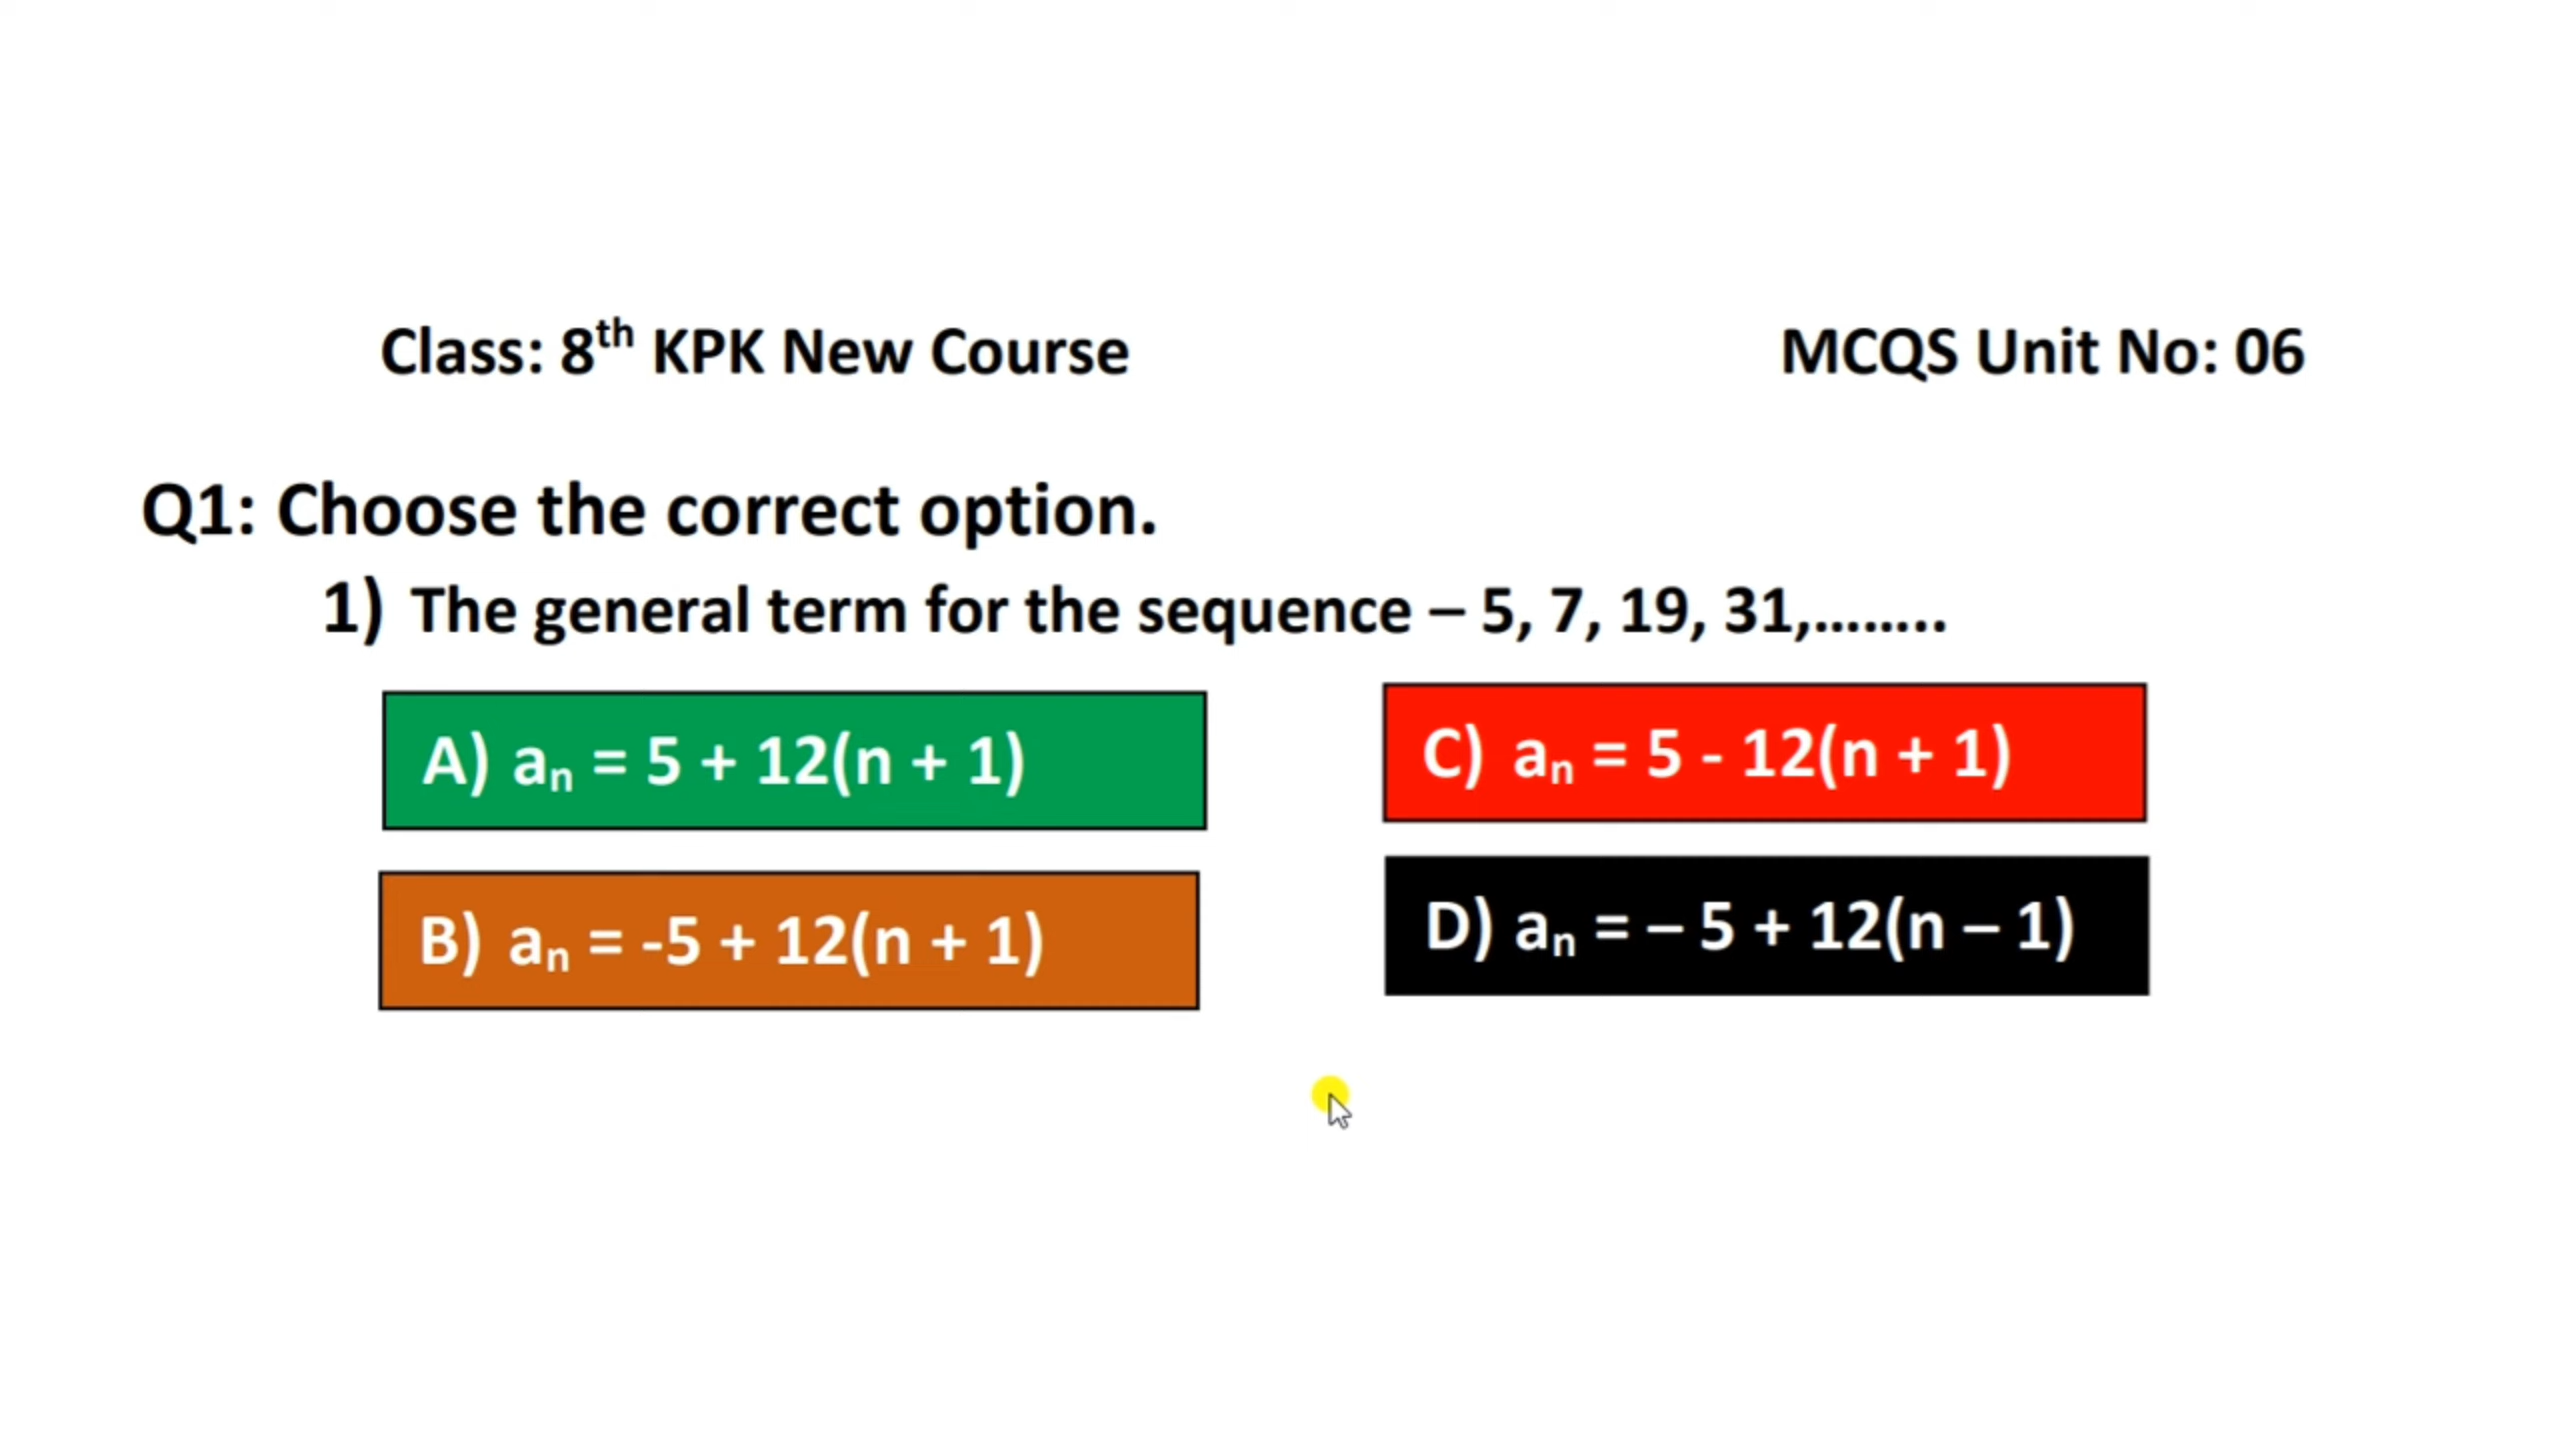 Class: 8th KPK New Course MCQS Unit No: 06
Q1: Choose the correct option.
1) The general term for the sequence – 5, 7, 19, 31,……..
A) an = 5 + 12(n + 1)
C) an = 5 - 12(n + 1)
B) an = -5 + 12(n + 1)
D) an = – 5 + 12(n – 1)